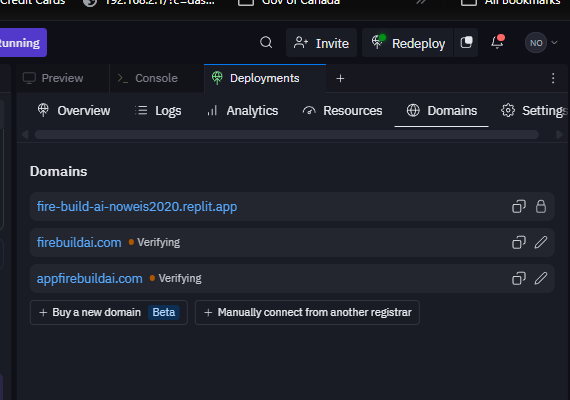 Credit Cards 192.168.2.1/?c=das... Gov of Canada » All Bookmarks
Running
Invite Redeploy NO
Preview Console Deployments +
Overview Logs Analytics Resources Domains Settings
Domains
fire-build-ai-noweis2020.replit.app
firebuildai.com Verifying
appfirebuildai.com Verifying
+ Buy a new domain Beta + Manually connect from another registrar